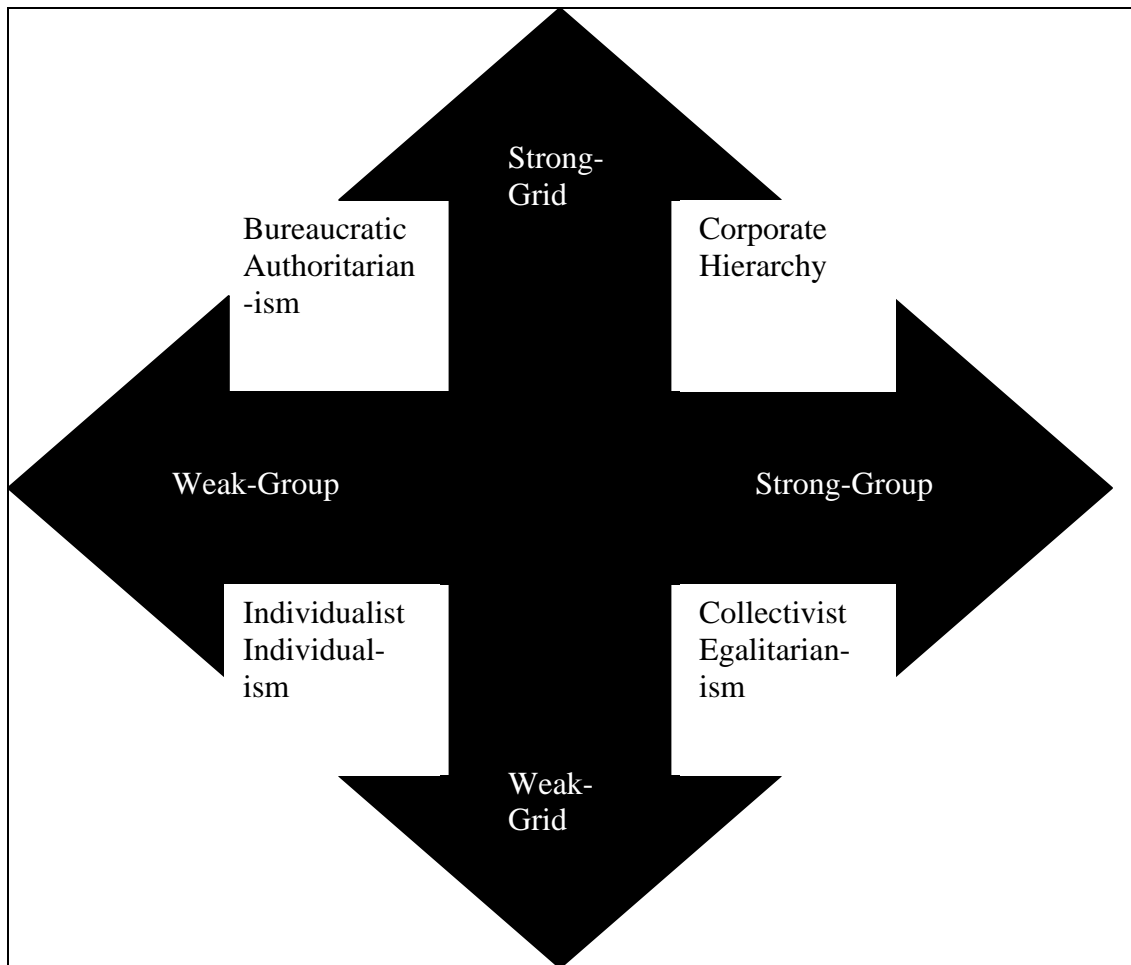 Strong-
Grid
Bureaucratic
Authoritarian
-ism
Corporate
Hierarchy
Weak-Group
Strong-Group
Individualist
Individual-
ism
Collectivist
Egalitarian-
ism
Weak-
Grid